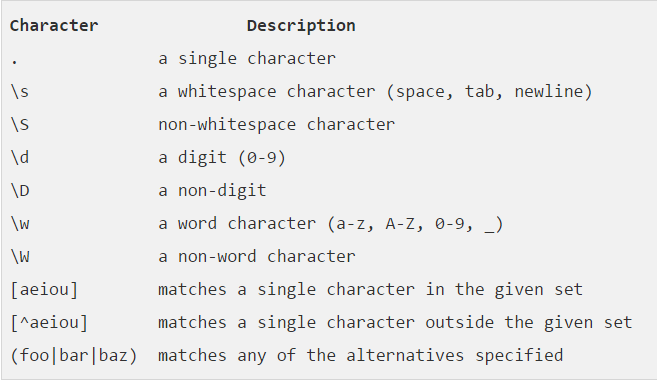 Character Description
. a single character
\s a whitespace character (space, tab, newline)
\S non-whitespace character
\d a digit (0-9)
\D a non-digit
\w a word character (a-z, A-Z, 0-9, _)
\W a non-word character
[aeiou] matches a single character in the given set
[^aeiou] matches a single character outside the given set
(foo|bar|baz) matches any of the alternatives specified